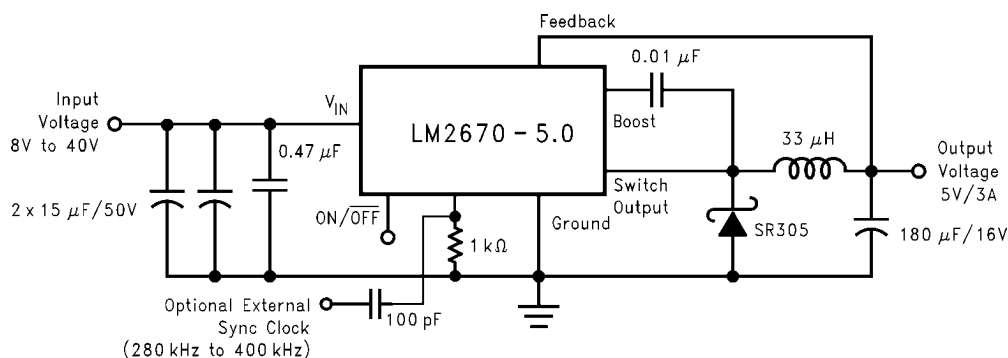 Feedback
0.01 μF
Input
Voltage
8V to 40V
V_IN
LM2670-5.0
Boost
33 μH
Output
Voltage
5V/3A
0.47 μF
2 x 15 μF/50V
ON/O̅F̅F̅
Switch
Output
Ground
1 kΩ
SR305
180 μF/16V
Optional External
Sync Clock
(280 kHz to 400 kHz)
100 pF